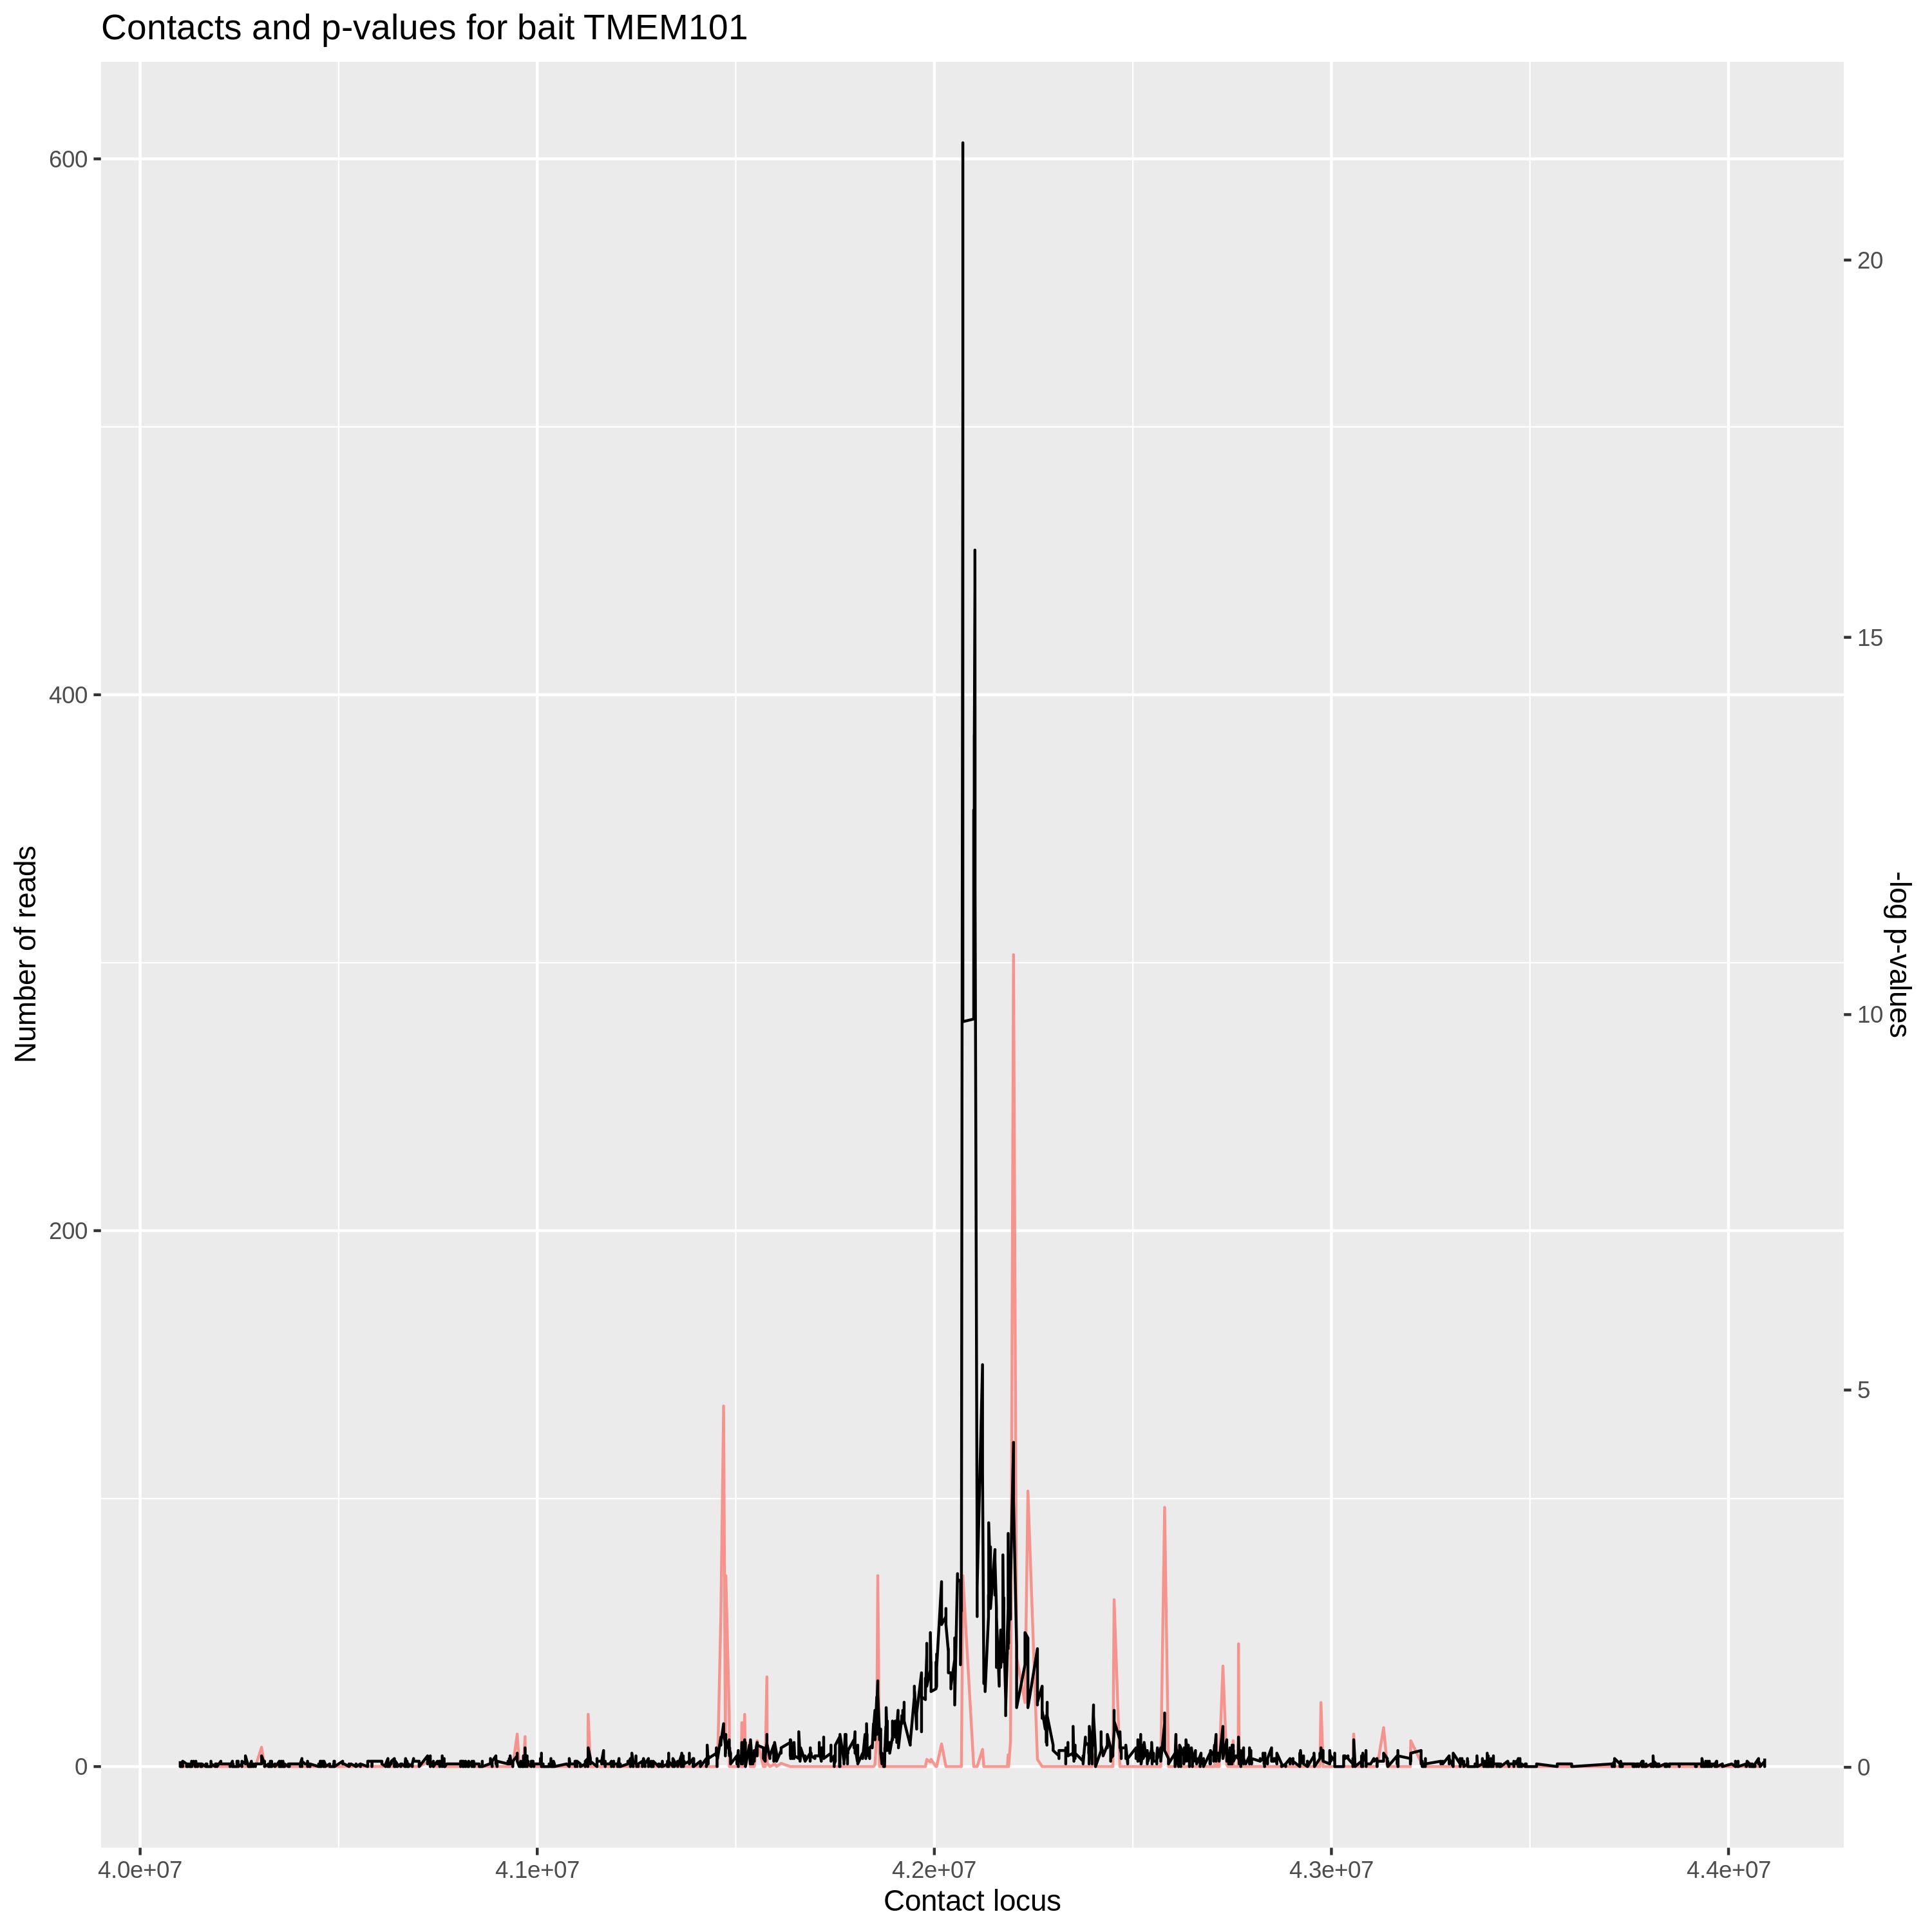 Contacts and p-values for bait TMEM101
600
400
200
0
Number of reads
20
15
10
5
0
-log p-values
4.0e+07
4.1e+07
4.2e+07
4.3e+07
4.4e+07
Contact locus